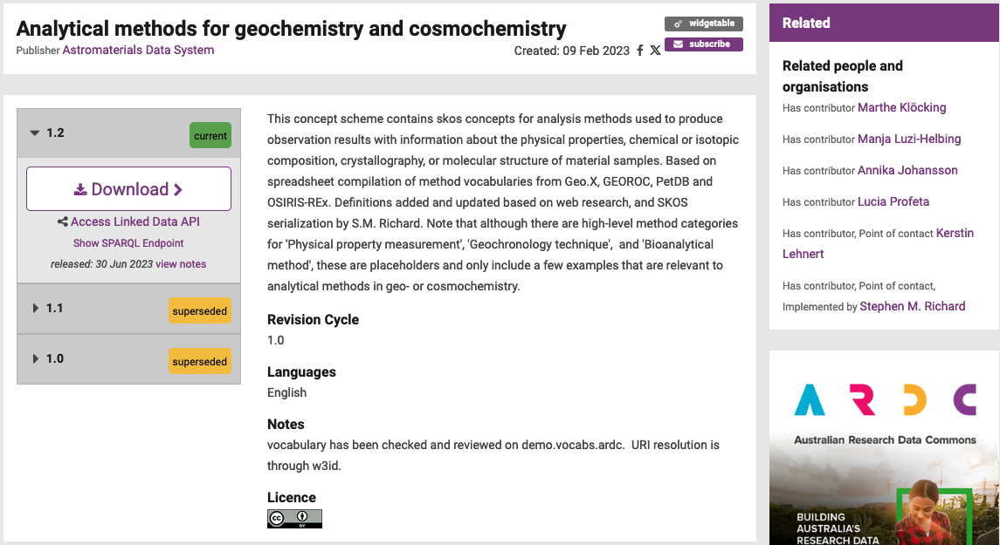 Analytical methods for geochemistry and cosmochemistry
Publisher Astromaterials Data System
Created: 09 Feb 2023
widgetable
subscribe
1.2
current
Download
Access Linked Data API
Show SPARQL Endpoint
released: 30 Jun 2023 view notes
1.1
superseded
1.0
superseded
This concept scheme contains skos concepts for analysis methods used to produce
observation results with information about the physical properties, chemical or isotopic
composition, crystallography, or molecular structure of material samples. Based on
spreadsheet compilation of method vocabularies from Geo.X, GEOROC, PetDB and
OSIRIS-REx. Definitions added and updated based on web research, and SKOS
serialization by S.M. Richard. Note that although there are high-level method categories
for 'Physical property measurement', 'Geochronology technique', and 'Bioanalytical
method', these are placeholders and only include a few examples that are relevant to
analytical methods in geo- or cosmochemistry.
Revision Cycle
1.0
Languages
English
Notes
vocabulary has been checked and reviewed on demo.vocabs.ardc. URI resolution is
through w3id.
Licence
cc
BY
Related
Related people and
organisations
Has contributor Marthe Klöcking
Has contributor Manja Luzi-Helbing
Has contributor Annika Johansson
Has contributor Lucia Profeta
Has contributor, Point of contact Kerstin
Lehnert
Has contributor, Point of contact,
Implemented by Stephen M. Richard
ARDC
Australian Research Data Commons
BUILDING
AUSTRALIA'S
RESEARCH DATA